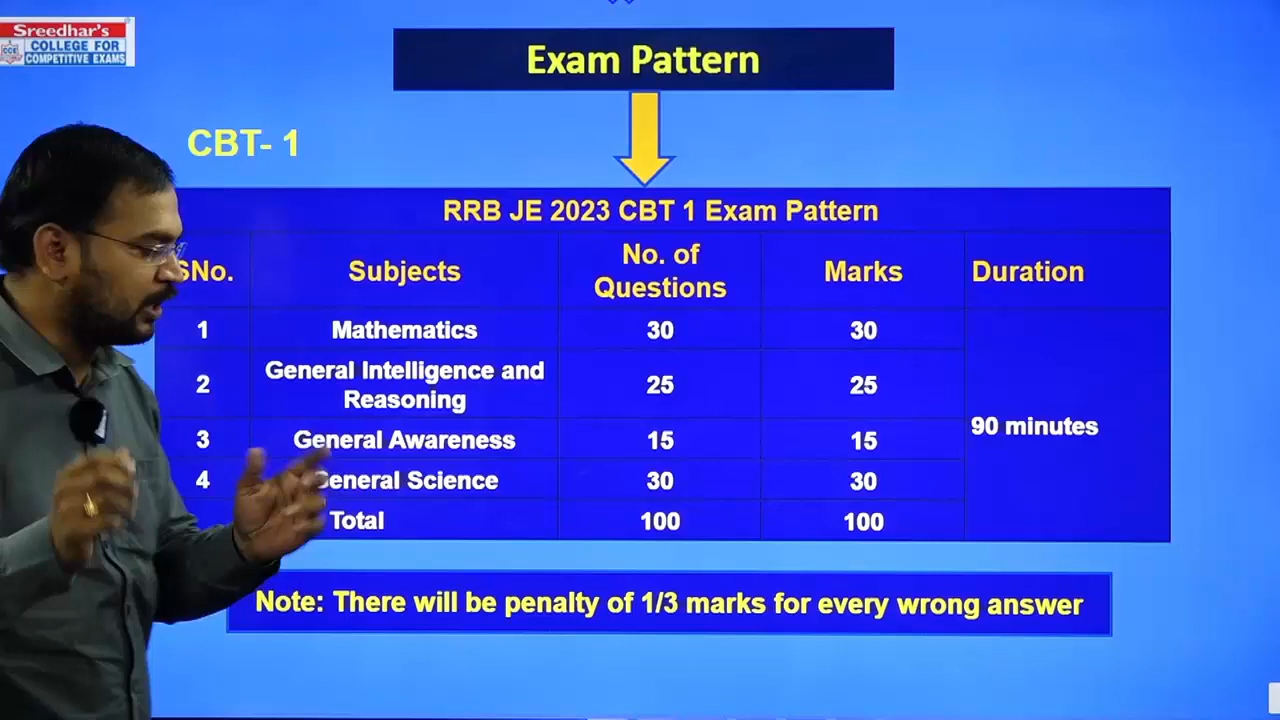 Sreedhar's
CCE
COLLEGE FOR
COMPETITIVE EXAMS
Exam Pattern
CBT- 1
RRB JE 2023 CBT 1 Exam Pattern
SNo. Subjects No. of Questions Marks Duration
1 Mathematics 30 30
2 General Intelligence and Reasoning 25 25
3 General Awareness 15 15
90 minutes
4 General Science 30 30
Total 100 100
Note: There will be penalty of 1/3 marks for every wrong answer